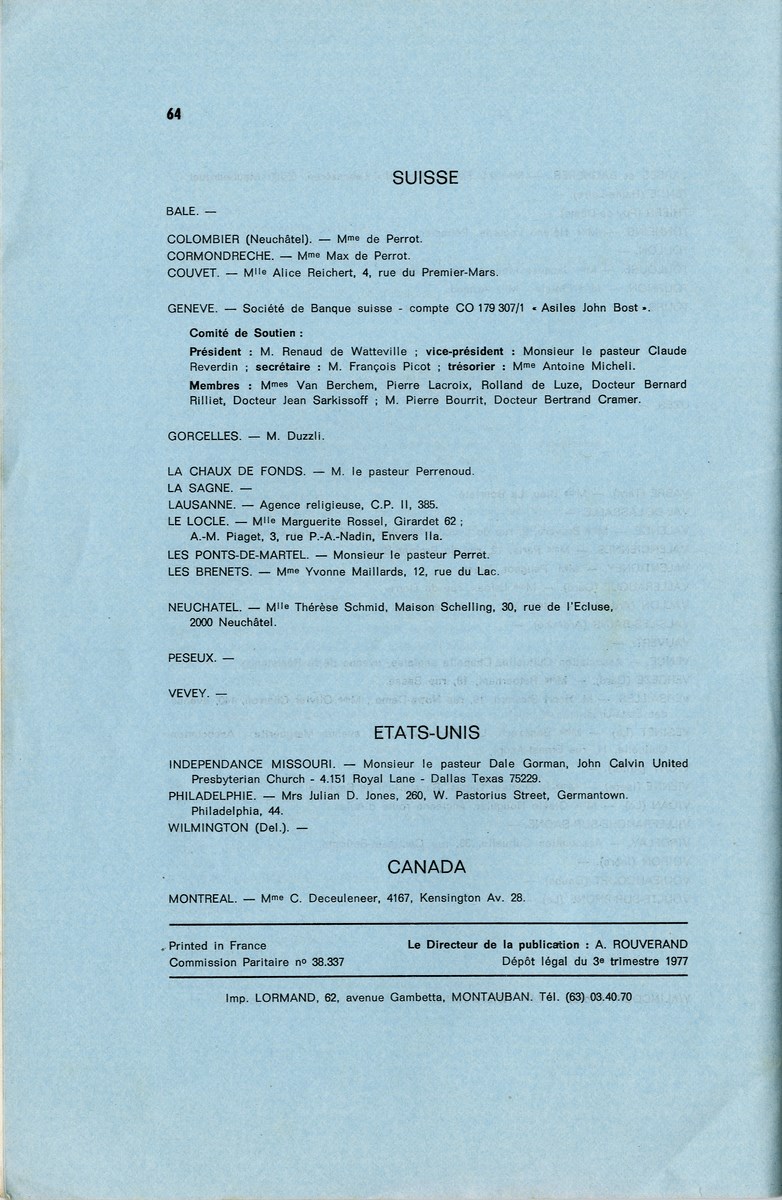 64
SUISSE
BALE. —
COLOMBIER (Neuchâtel). — Mme de Perrot.
CORMONDRECHE. — Mme Max de Perrot.
COUVET. — Mlle Alice Reichert, 4, rue du Premier-Mars.
GENEVE. — Société de Banque suisse - compte CO 179 307/1 « Asiles John Bost ».
Comité de Soutien :
Président : M. Renaud de Watteville ; vice-président : Monsieur le pasteur Claude
Reverdin ; secrétaire : M. François Picot ; trésorier : Mme Antoine Micheli.
Membres : Mmes Van Berchem, Pierre Lacroix, Rolland de Luze, Docteur Bernard
Rilliet, Docteur Jean Sarkissoff ; M. Pierre Bourrit, Docteur Bertrand Cramer.
GORCELLES. — M. Duzzli.
LA CHAUX DE FONDS. — M. le pasteur Perrenoud.
LA SAGNE. —
LAUSANNE. — Agence religieuse, C.P. II, 385.
LE LOCLE. — Mlle Marguerite Rossel, Girardet 62 ;
A.-M. Piaget, 3, rue P.-A.-Nadin, Envers IIa.
LES PONTS-DE-MARTEL. — Monsieur le pasteur Perret.
LES BRENETS. — Mme Yvonne Maillards, 12, rue du Lac.
NEUCHATEL. — Mlle Thérèse Schmid, Maison Schelling, 30, rue de l'Ecluse,
2000 Neuchâtel.
PESEUX. —
VEVEY. —
ETATS-UNIS
INDEPENDANCE MISSOURI. — Monsieur le pasteur Dale Gorman, John Calvin United
Presbyterian Church - 4.151 Royal Lane - Dallas Texas 75229.
PHILADELPHIE. — Mrs Julian D. Jones, 260, W. Pastorius Street, Germantown.
Philadelphia, 44.
WILMINGTON (Del.). —
CANADA
MONTREAL. — Mme C. Deceuleneer, 4167, Kensington Av. 28.
Printed in France Le Directeur de la publication : A. ROUVERAND
Commission Paritaire no 38.337 Dépôt légal du 3e trimestre 1977
Imp. LORMAND, 62, avenue Gambetta, MONTAUBAN. Tél. (63) 03.40.70